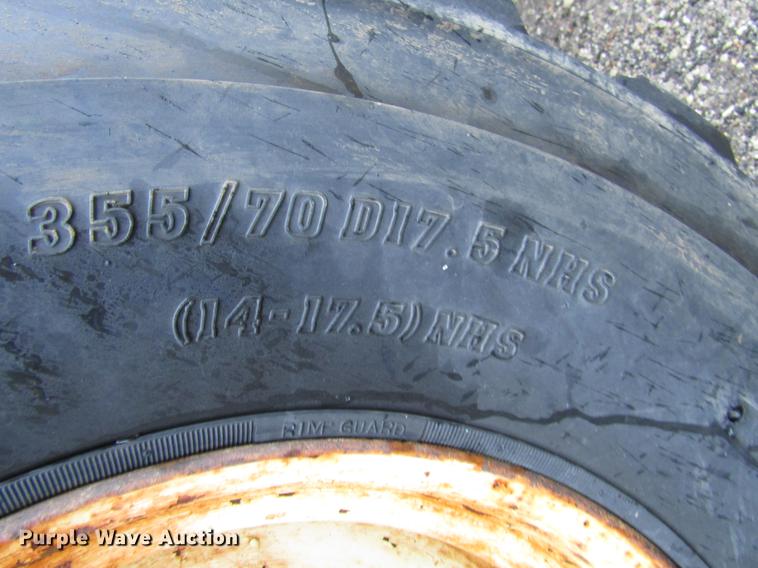 355/70 D17.5 NHS
(14-17.5) NHS
RIM GUARD
Purple Wave Auction